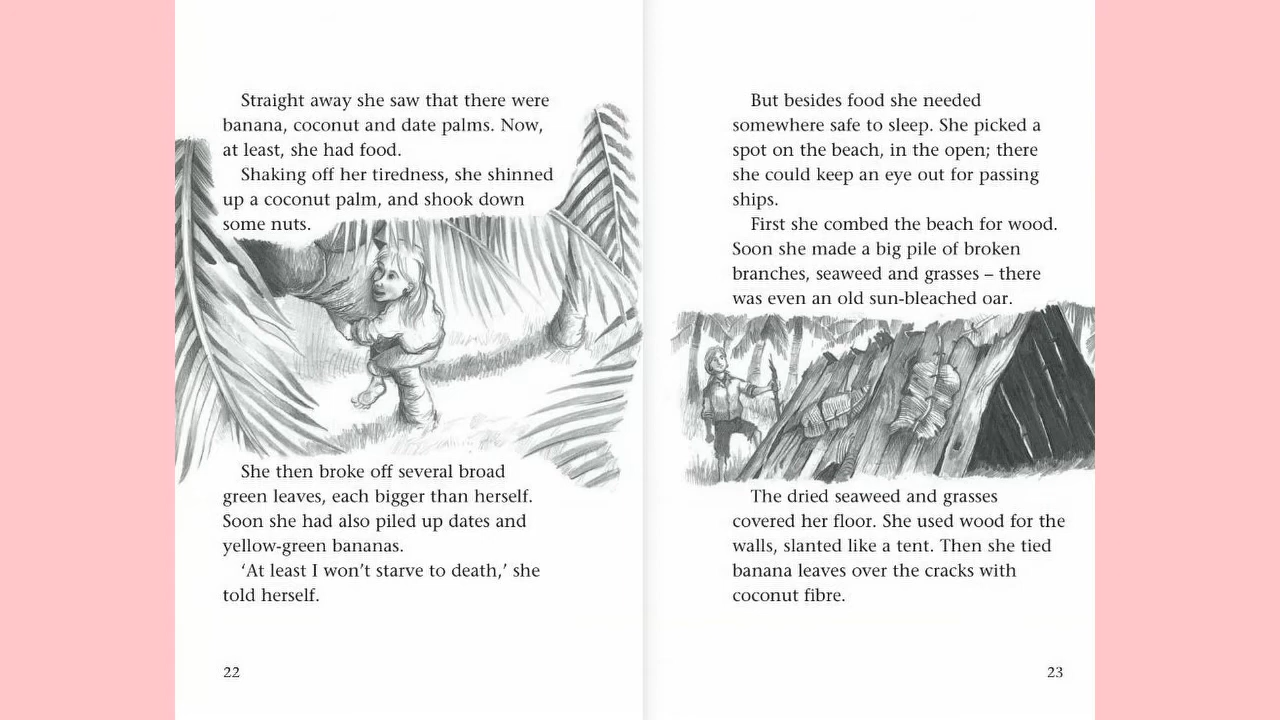 Straight away she saw that there were
banana, coconut and date palms. Now,
at least, she had food.
Shaking off her tiredness, she shinned
up a coconut palm, and shook down
some nuts.
She then broke off several broad
green leaves, each bigger than herself.
Soon she had also piled up dates and
yellow-green bananas.
‘At least I won’t starve to death,’ she
told herself.
22
But besides food she needed
somewhere safe to sleep. She picked a
spot on the beach, in the open; there
she could keep an eye out for passing
ships.
First she combed the beach for wood.
Soon she made a big pile of broken
branches, seaweed and grasses – there
was even an old sun-bleached oar.
The dried seaweed and grasses
covered her floor. She used wood for the
walls, slanted like a tent. Then she tied
banana leaves over the cracks with
coconut fibre.
23